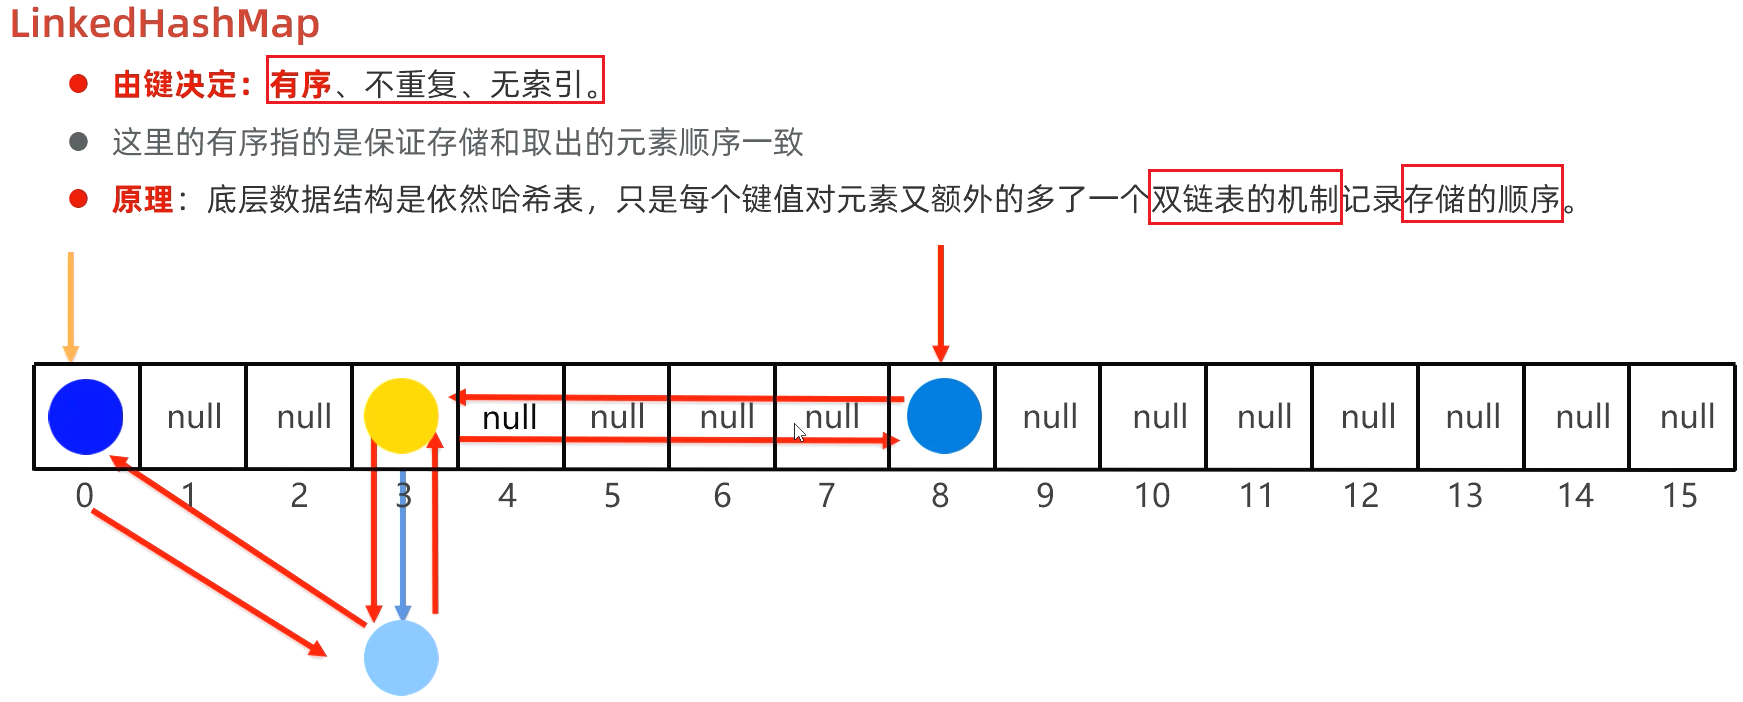 LinkedHashMap
由键决定：有序、不重复、无索引。
这里的有序指的是保证存储和取出的元素顺序一致
原理：底层数据结构是依然哈希表，只是每个键值对元素又额外的多了一个双链表的机制记录存储的顺序。
null null null null null null null null null null null null null
0 1 2 3 4 5 6 7 8 9 10 11 12 13 14 15